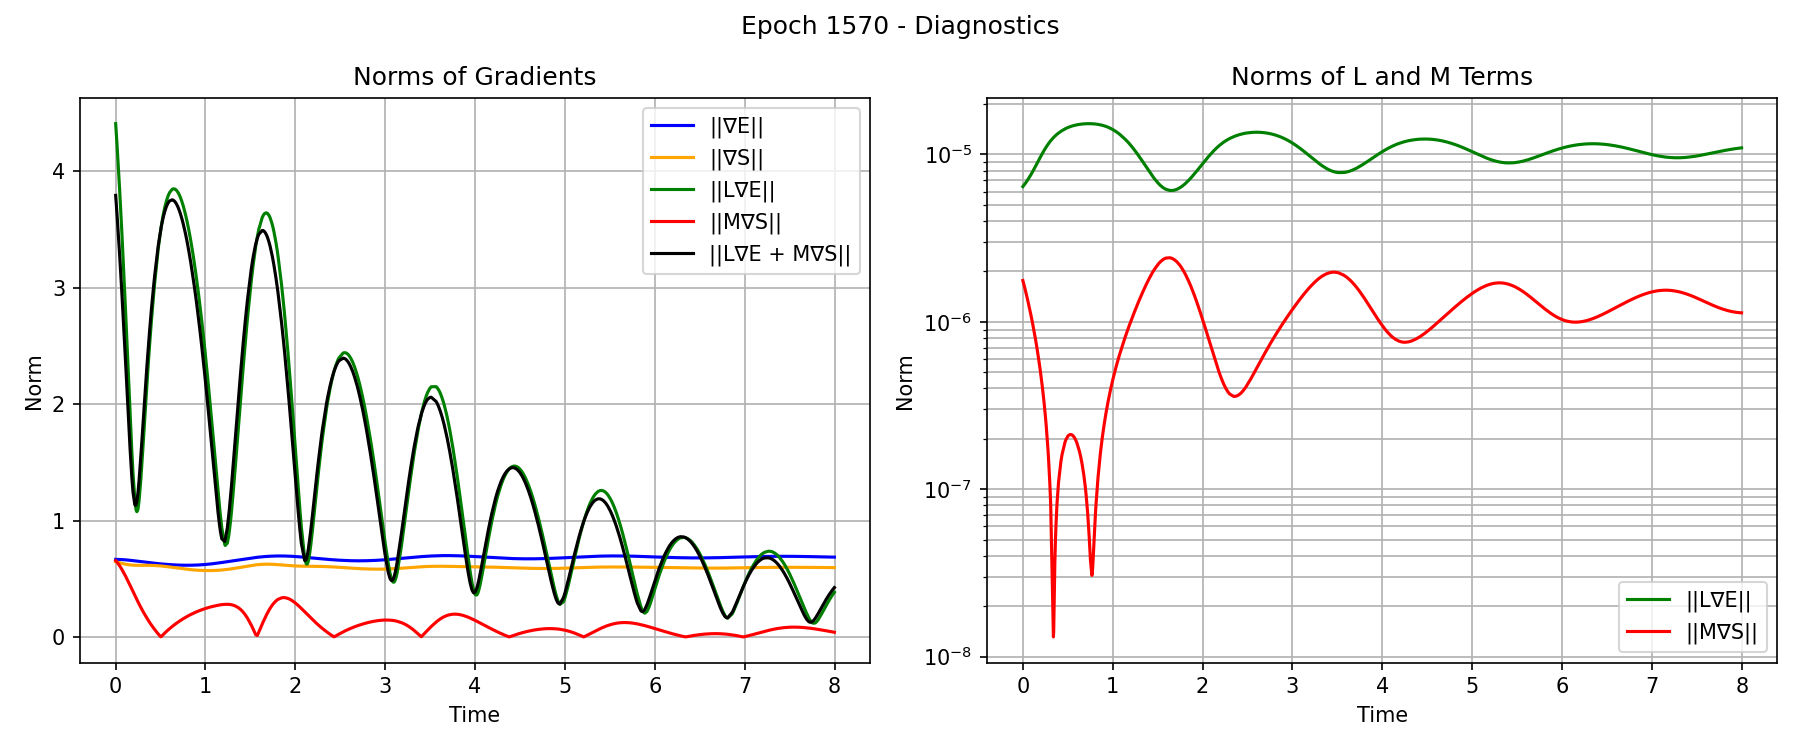 Epoch 1570 - Diagnostics
Norms of Gradients
Norm
4
3
2
1
0
0 1 2 3 4 5 6 7 8
Time
||∇E||
||∇S||
||L∇E||
||M∇S||
||L∇E + M∇S||
Norms of L and M Terms
Norm
10⁻⁵
10⁻⁶
10⁻⁷
10⁻⁸
0 1 2 3 4 5 6 7 8
Time
||L∇E||
||M∇S||